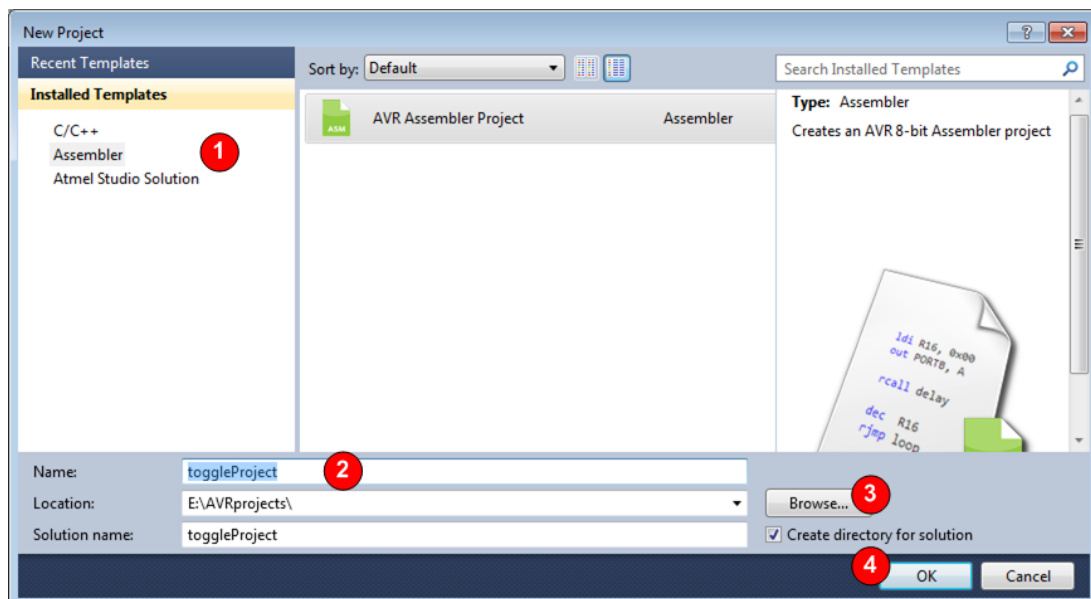 New Project
Recent Templates
Installed Templates
C/C++
Assembler
Atmel Studio Solution
1
Sort by: Default
Search Installed Templates
ASM
AVR Assembler Project Assembler
Type: Assembler
Creates an AVR 8-bit Assembler project
ldi R16, 0x00
out PORTB, A
rcall delay
dec R16
rjmp loop
Name: toggleProject 2
Location: E:\AVRprojects\
Browse... 3
Solution name: toggleProject
Create directory for solution
4 OK Cancel